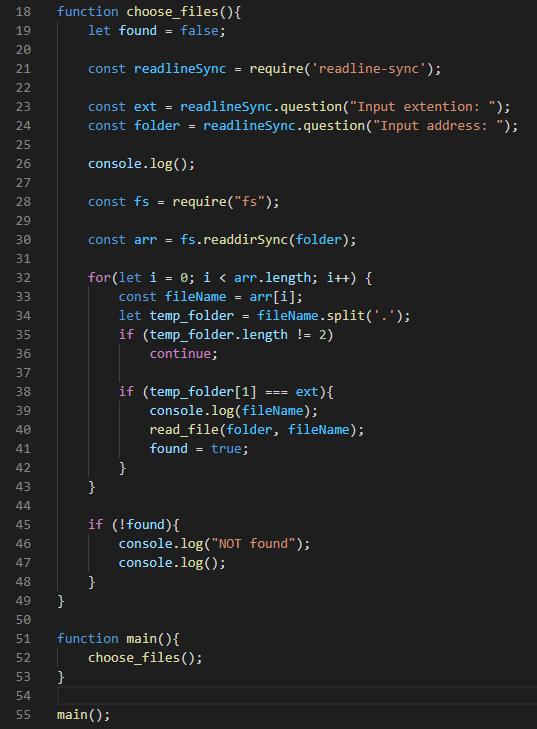 18 function choose_files(){
19     let found = false;
20
21     const readlineSync = require('readline-sync');
22
23     const ext = readlineSync.question("Input extention: ");
24     const folder = readlineSync.question("Input address: ");
25
26     console.log();
27
28     const fs = require("fs");
29
30     const arr = fs.readdirSync(folder);
31
32     for(let i = 0; i < arr.length; i++) {
33         const fileName = arr[i];
34         let temp_folder = fileName.split('.');
35         if (temp_folder.length != 2)
36             continue;
37
38         if (temp_folder[1] === ext){
39             console.log(fileName);
40             read_file(folder, fileName);
41             found = true;
42         }
43     }
44
45     if (!found){
46         console.log("NOT found");
47         console.log();
48     }
49 }
50
51 function main(){
52     choose_files();
53 }
54
55 main();